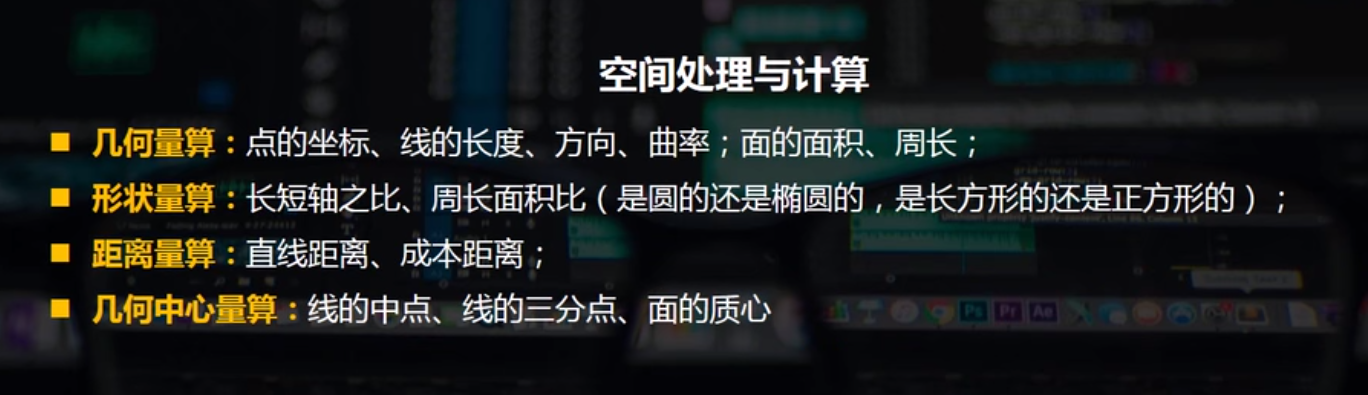 空间处理与计算
■ 几何量算：点的坐标、线的长度、方向、曲率；面的面积、周长；
■ 形状量算：长短轴之比、周长面积比（是圆的还是椭圆的，是长方形的还是正方形的）；
■ 距离量算：直线距离、成本距离；
■ 几何中心量算：线的中点、线的三分点、面的质心
Ps Pr Ae